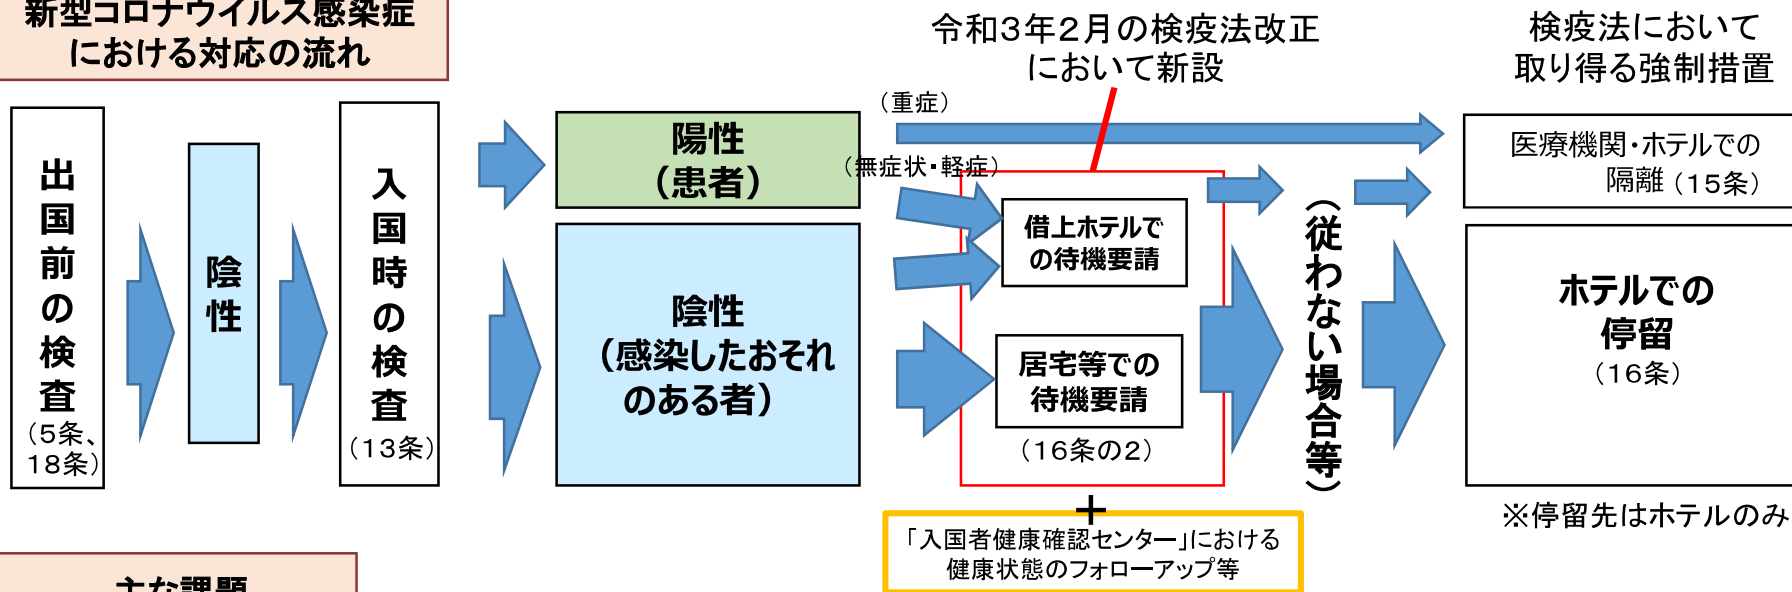 新型コロナウイルス感染症
における対応の流れ
令和3年2月の検疫法改正
において新設
検疫法において
取り得る強制措置
出国前の検査
(5条、
18条)
陰性
入国時の検査
(13条)
陽性
(患者)
陰性
(感染したおそれ
のある者)
(重症)
(無症状・軽症)
借上ホテルで
の待機要請
居宅等での
待機要請
(16条の2)
+
「入国者健康確認センター」における
健康状態のフォローアップ等
(従わない場合等)
医療機関・ホテルでの
隔離(15条)
ホテルでの
停留
(16条)
※停留先はホテルのみ
主な課題